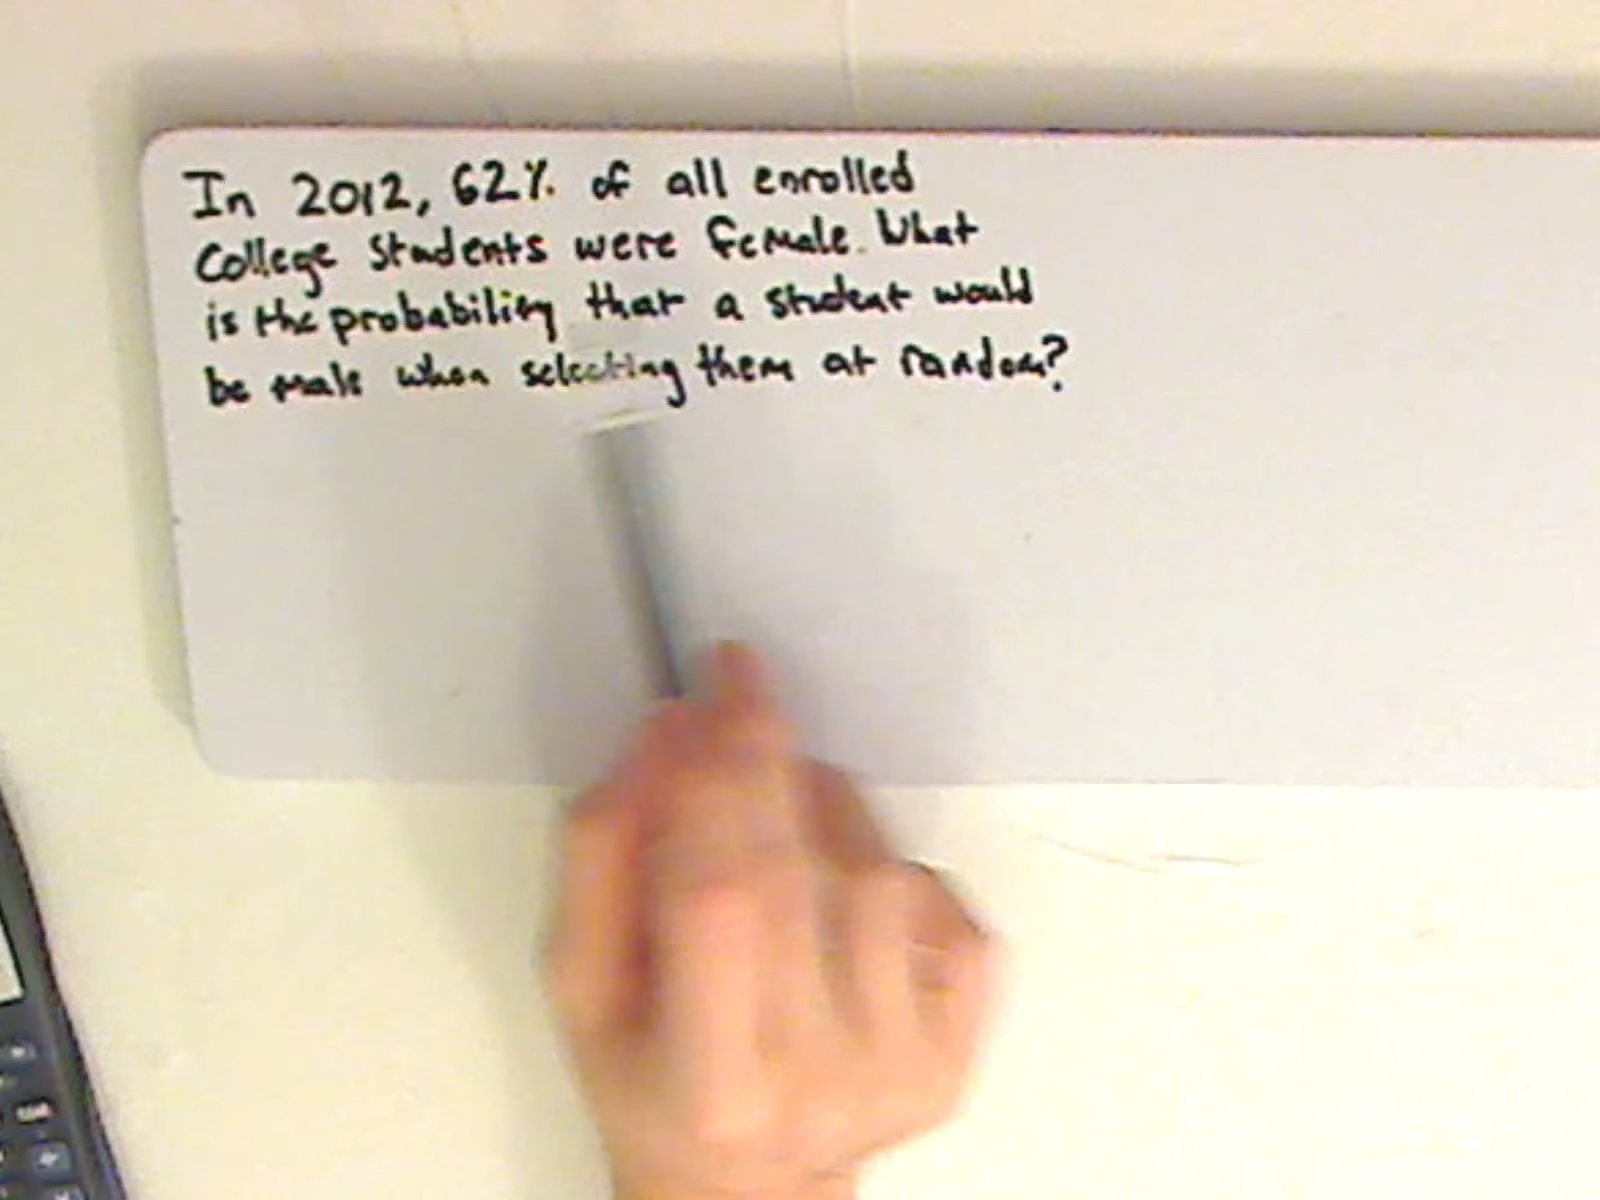 In 2012, 62% of all enrolled
College Students were female. What
is the probability that a student would
be male when selecting them at random?